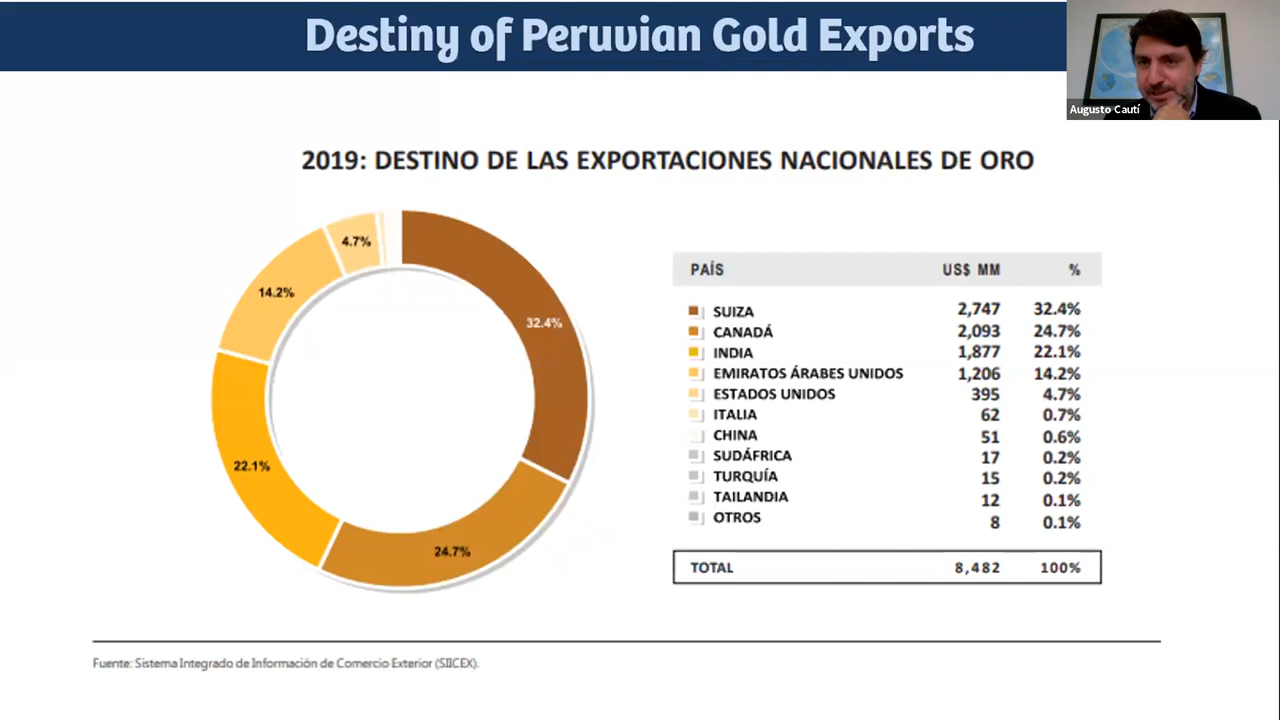 Destiny of Peruvian Gold Exports
Augusto Cautí
2019: DESTINO DE LAS EXPORTACIONES NACIONALES DE ORO
4.7%
14.2%
32.4%
22.1%
24.7%
PAÍS US$ MM %
SUIZA 2,747 32.4%
CANADÁ 2,093 24.7%
INDIA 1,877 22.1%
EMIRATOS ÁRABES UNIDOS 1,206 14.2%
ESTADOS UNIDOS 395 4.7%
ITALIA 62 0.7%
CHINA 51 0.6%
SUDÁFRICA 17 0.2%
TURQUÍA 15 0.2%
TAILANDIA 12 0.1%
OTROS 8 0.1%
TOTAL 8,482 100%
Fuente: Sistema Integrado de Información de Comercio Exterior (SIICEX).